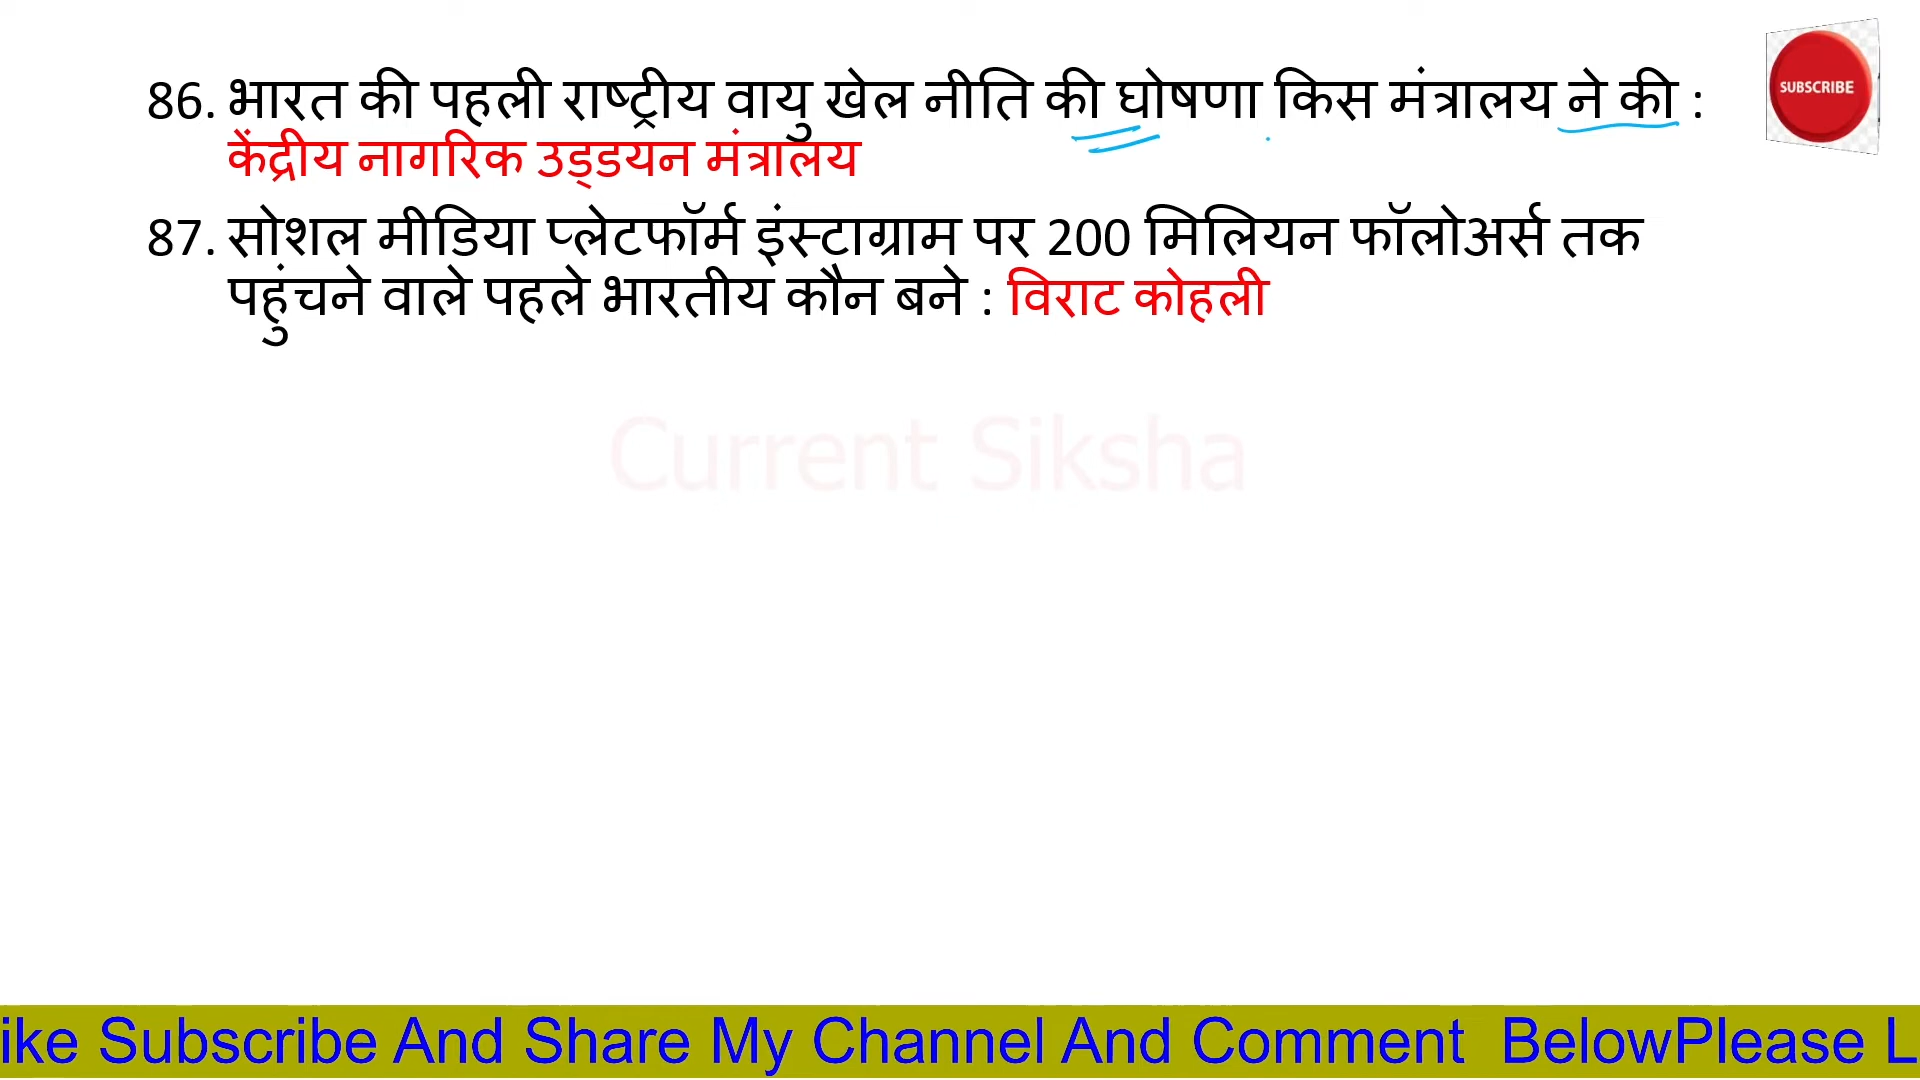 86. भारत की पहली राष्ट्रीय वायु खेल नीति की घोषणा किस मंत्रालय ने की :
केंद्रीय नागरिक उड्डयन मंत्रालय
SUBSCRIBE
87. सोशल मीडिया प्लेटफॉर्म इंस्टाग्राम पर 200 मिलियन फॉलोअर्स तक
पहुंचने वाले पहले भारतीय कौन बने : विराट कोहली
Current Siksha
ike Subscribe And Share My Channel And Comment BelowPlease L